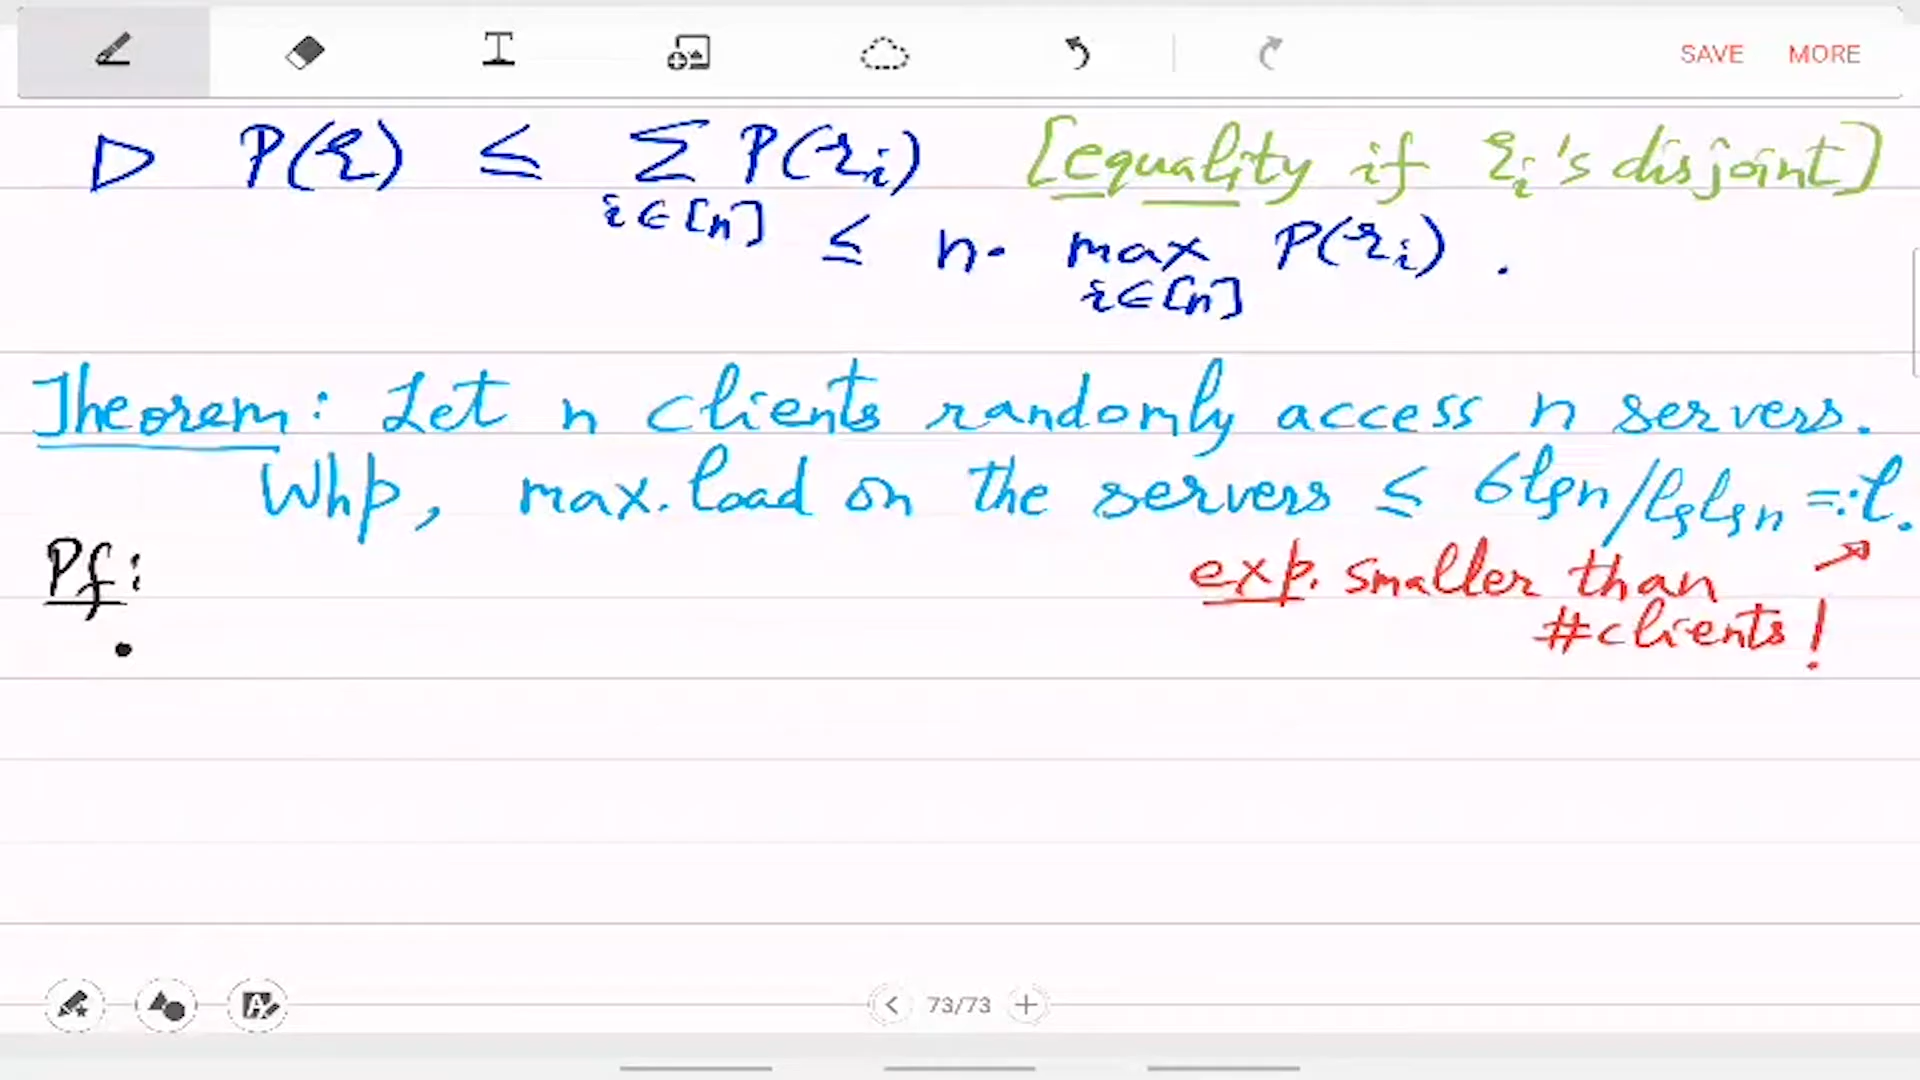 SAVE MORE
▷ P(ℰ) ≤ ∑ P(ℰᵢ) [equality if ℰᵢ's disjoint]
i∈[n]
≤ n· max P(ℰᵢ).
i∈[n]
Theorem: Let n clients randomly access n servers.
Whp, max. load on the servers ≤ 6lgn/lglgn =: l.
Pf:
exp. smaller than
#clients!
73/73